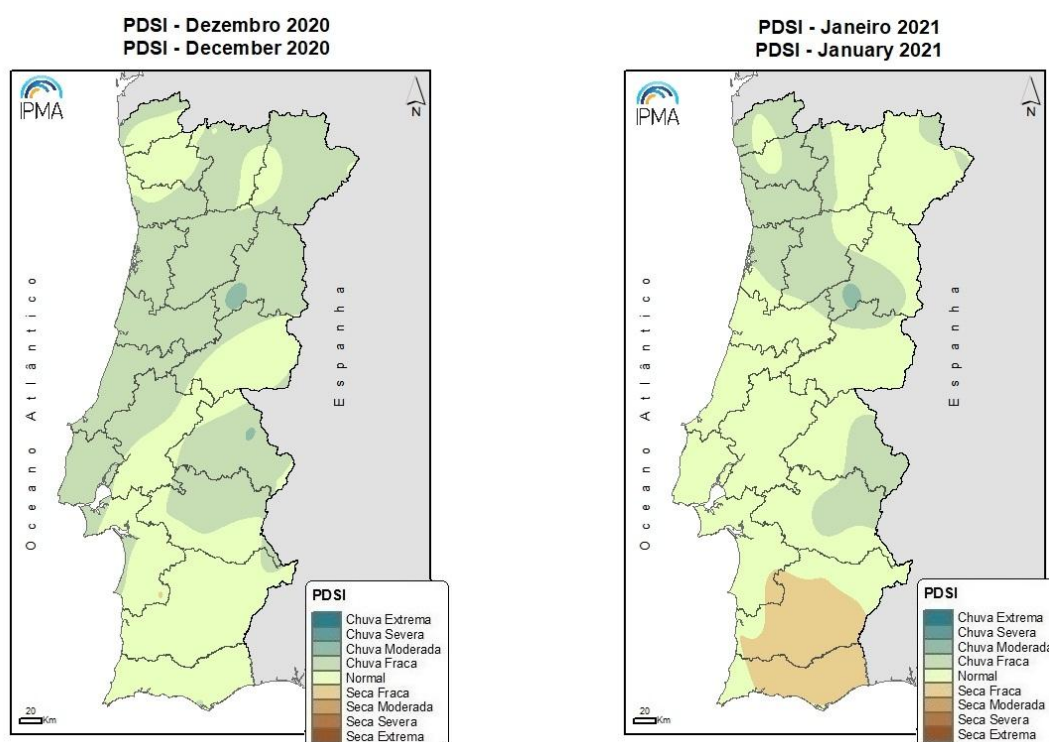 PDSI - Dezembro 2020
PDSI - December 2020
IPMA
N
Oceano Atlântico
Espanha
PDSI
Chuva Extrema
Chuva Severa
Chuva Moderada
Chuva Fraca
Normal
Seca Fraca
Seca Moderada
Seca Severa
Seca Extrema
20
Km
PDSI - Janeiro 2021
PDSI - January 2021
IPMA
N
Oceano Atlântico
Espanha
PDSI
Chuva Extrema
Chuva Severa
Chuva Moderada
Chuva Fraca
Normal
Seca Fraca
Seca Moderada
Seca Severa
Seca Extrema
20
Km